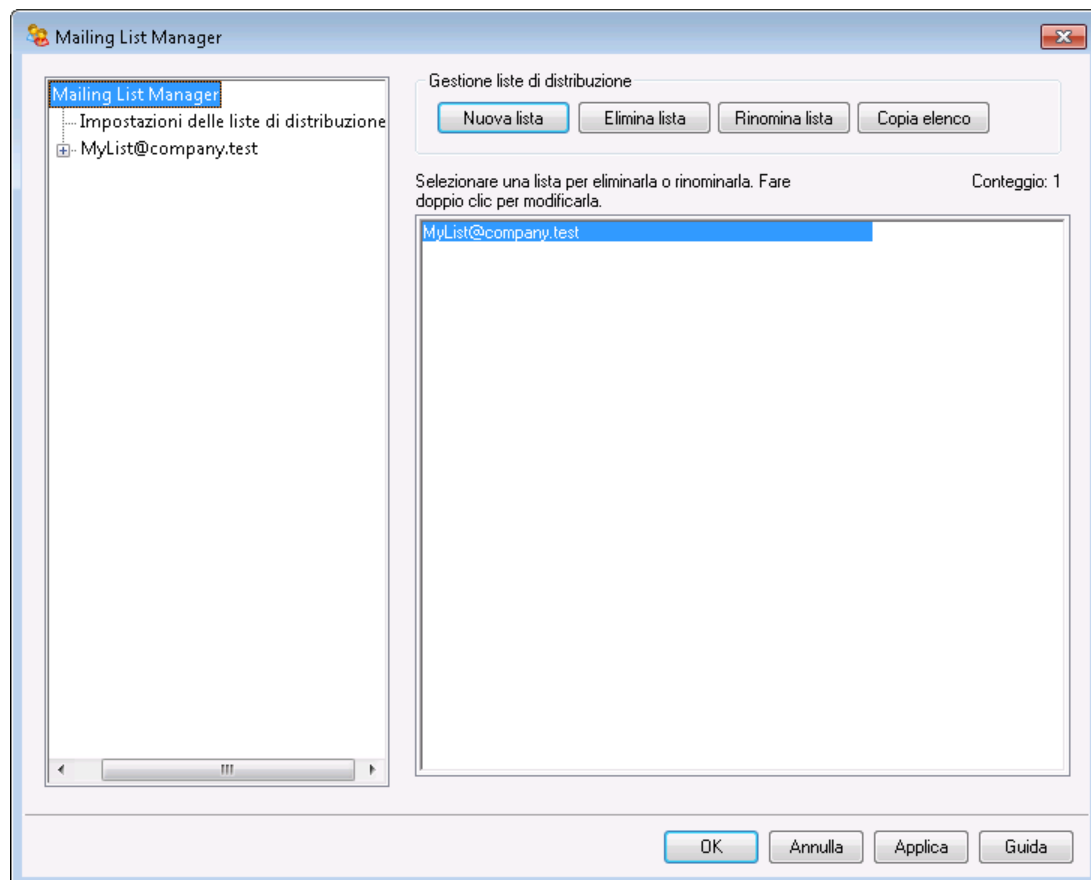 Mailing List Manager
Mailing List Manager
Impostazioni delle liste di distribuzione
MyList@company.test
Gestione liste di distribuzione
Nuova lista
Elimina lista
Rinomina lista
Copia elenco
Selezionare una lista per eliminarla o rinominarla. Fare
doppio clic per modificarla.
Conteggio: 1
MyList@company.test
OK
Annulla
Applica
Guida